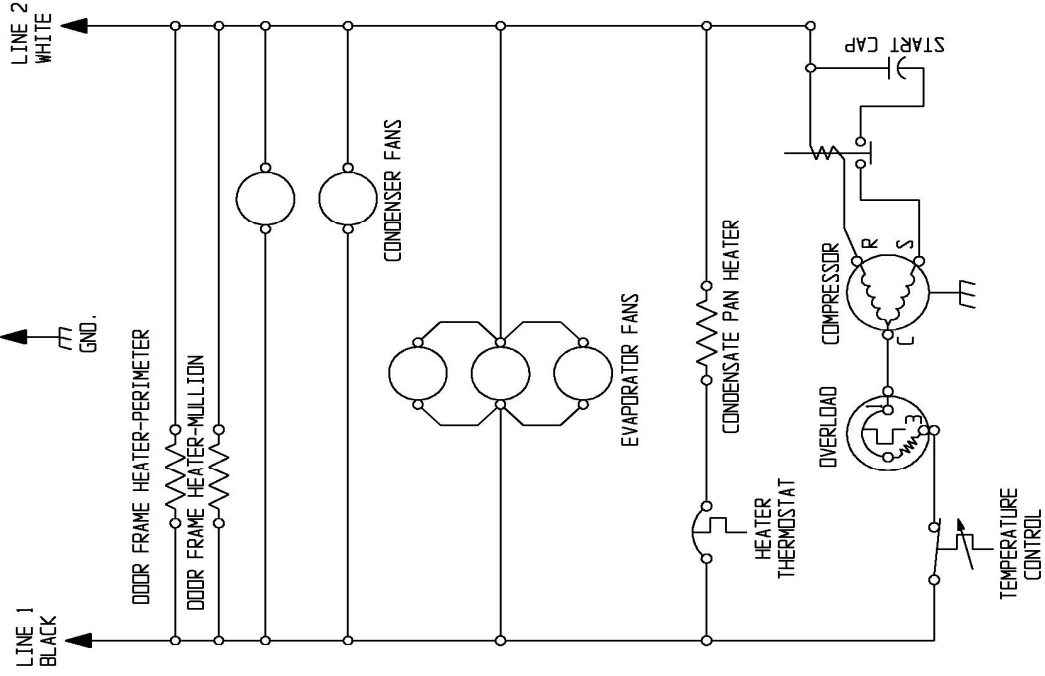 LINE 1
BLACK
GND.
LINE 2
WHITE
DOOR FRAME HEATER-PERIMETER
DOOR FRAME HEATER-MULLION
CONDENSER FANS
EVAPORATOR FANS
HEATER
THERMOSTAT
CONDENSATE PAN HEATER
TEMPERATURE
CONTROL
OVERLOAD
1
3
COMPRESSOR
C
R
S
START CAP